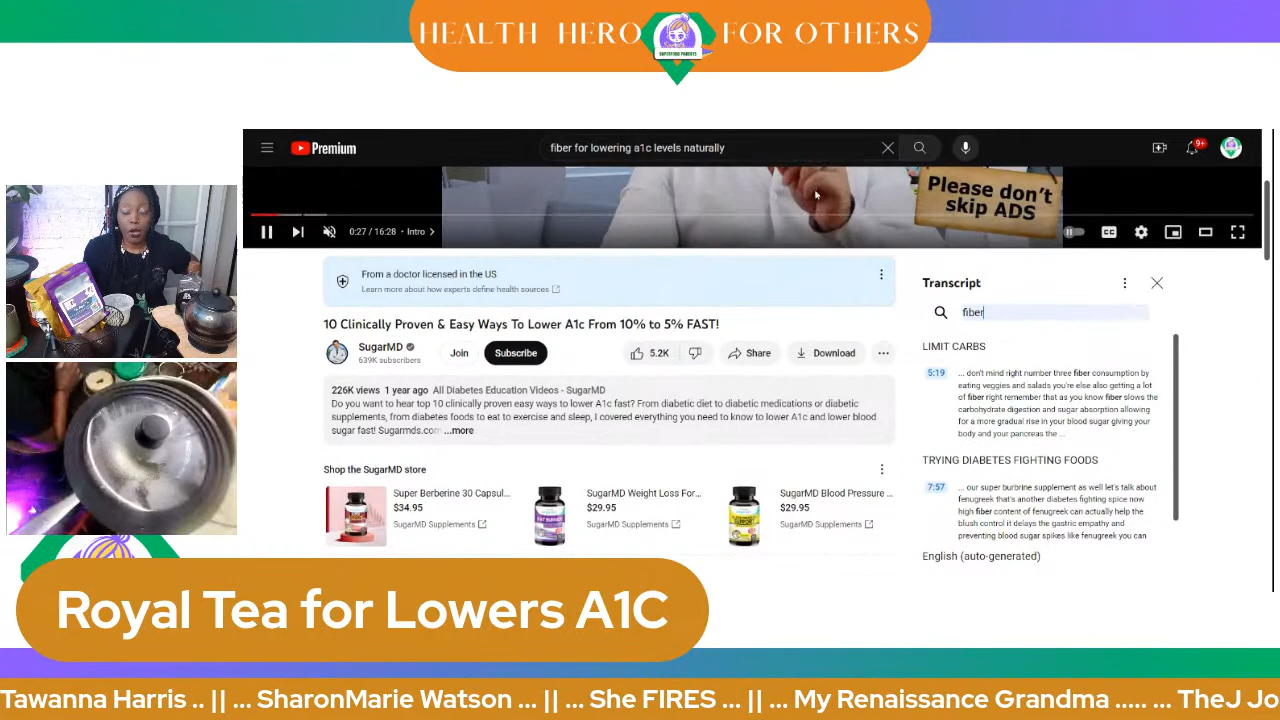 HEALTH HERO FOR OTHERS
SUPERFOOD PARENTS
Premium
fiber for lowering a1c levels naturally
9+
Please don't
skip ADS
0:27 / 16:28 • Intro
CC
From a doctor licensed in the US
Learn more about how experts define health sources
10 Clinically Proven & Easy Ways To Lower A1c From 10% to 5% FAST!
SugarMD
639K subscribers
Join
Subscribe
5.2K
Share
Download
226K views 1 year ago All Diabetes Education Videos - SugarMD
Do you want to hear top 10 clinically proven easy ways to lower A1c fast? From diabetic diet to diabetic medications or diabetic
supplements, from diabetes foods to eat to exercise and sleep, I covered everything you need to know to lower A1c and lower blood
sugar fast! Sugarmds.com ...more
Shop the SugarMD store
Super Berberine 30 Capsul...
$34.95
SugarMD Supplements
SugarMD Weight Loss For...
$29.95
SugarMD Supplements
SugarMD Blood Pressure ...
$29.95
SugarMD Supplements
Transcript
fiber
LIMIT CARBS
5:19
... don't mind right number three fiber consumption by
eating veggies and salads you're else also getting a lot
of fiber right remember that as you know fiber slows the
carbohydrate digestion and sugar absorption allowing
for a more gradual rise in your blood sugar giving your
body and your pancreas the ...
TRYING DIABETES FIGHTING FOODS
7:57
... our super burbrine supplement as well let's talk about
fenugreek that's another diabetes fighting spice now
high fiber content of fenugreek can actually help the
blush control it delays the gastric empathy and
preventing blood sugar spikes like fenugreek you can
English (auto-generated)
Royal Tea for Lowers A1C
Tawanna Harris .. || ... SharonMarie Watson ... || ... She FIRES ... || ... My Renaissance Grandma ..... ... TheJ Jo